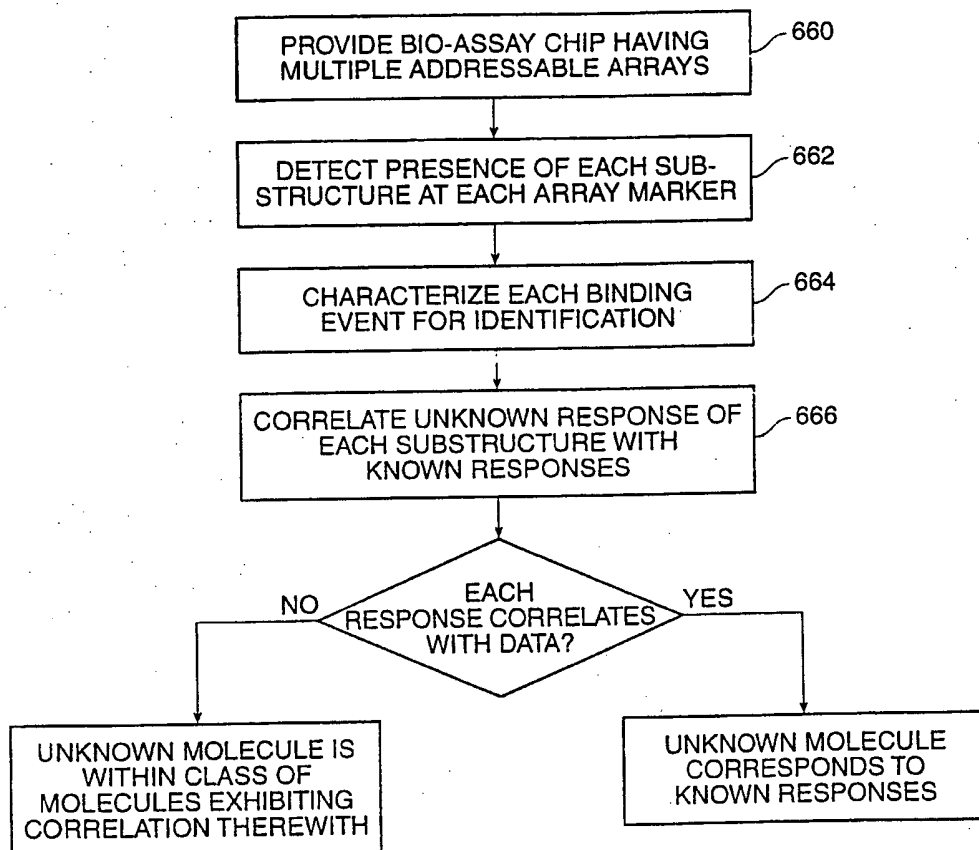 PROVIDE BIO-ASSAY CHIP HAVING
MULTIPLE ADDRESSABLE ARRAYS
660
DETECT PRESENCE OF EACH SUB-
STRUCTURE AT EACH ARRAY MARKER
662
CHARACTERIZE EACH BINDING
EVENT FOR IDENTIFICATION
664
CORRELATE UNKNOWN RESPONSE OF
EACH SUBSTRUCTURE WITH
KNOWN RESPONSES
666
EACH
RESPONSE CORRELATES
WITH DATA?
NO
YES
UNKNOWN MOLECULE IS
WITHIN CLASS OF
MOLECULES EXHIBITING
CORRELATION THEREWITH
UNKNOWN MOLECULE
CORRESPONDS TO
KNOWN RESPONSES